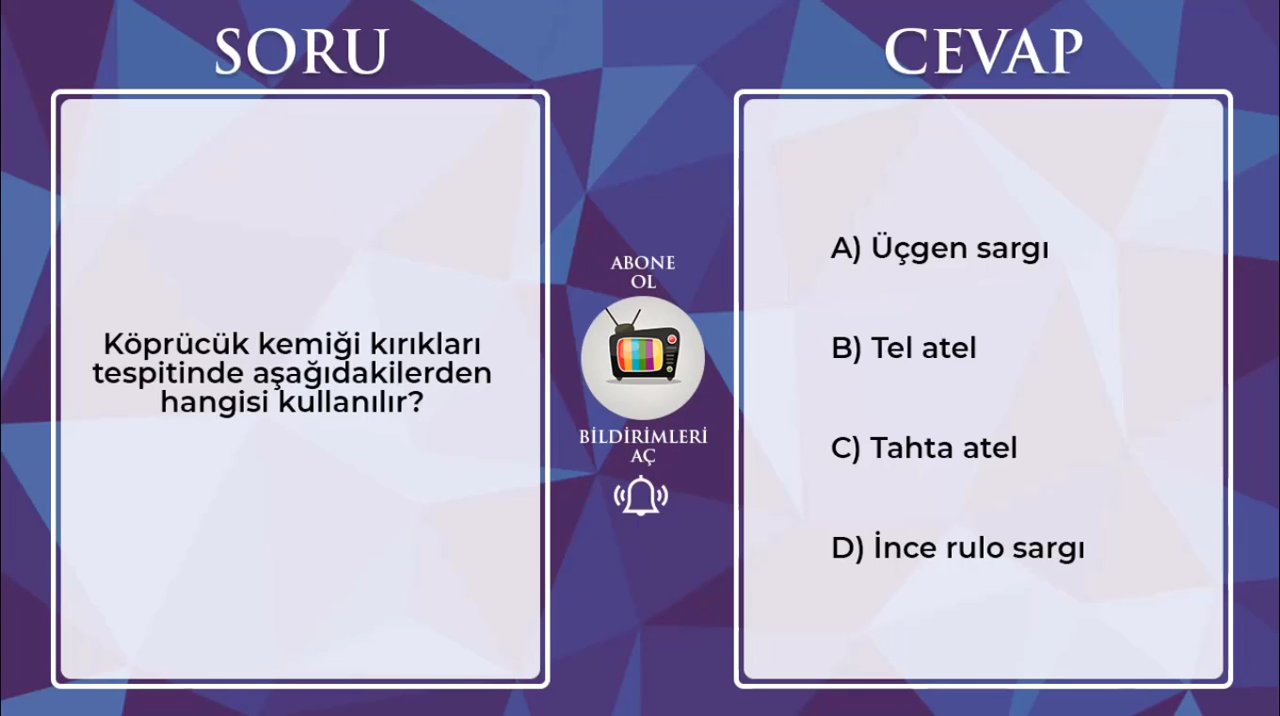 SORU
Köprücük kemiği kırıkları
tespitinde aşağıdakilerden
hangisi kullanılır?
ABONE
OL
BİLDİRİMLERİ
AÇ
CEVAP
A) Üçgen sargı
B) Tel atel
C) Tahta atel
D) İnce rulo sargı